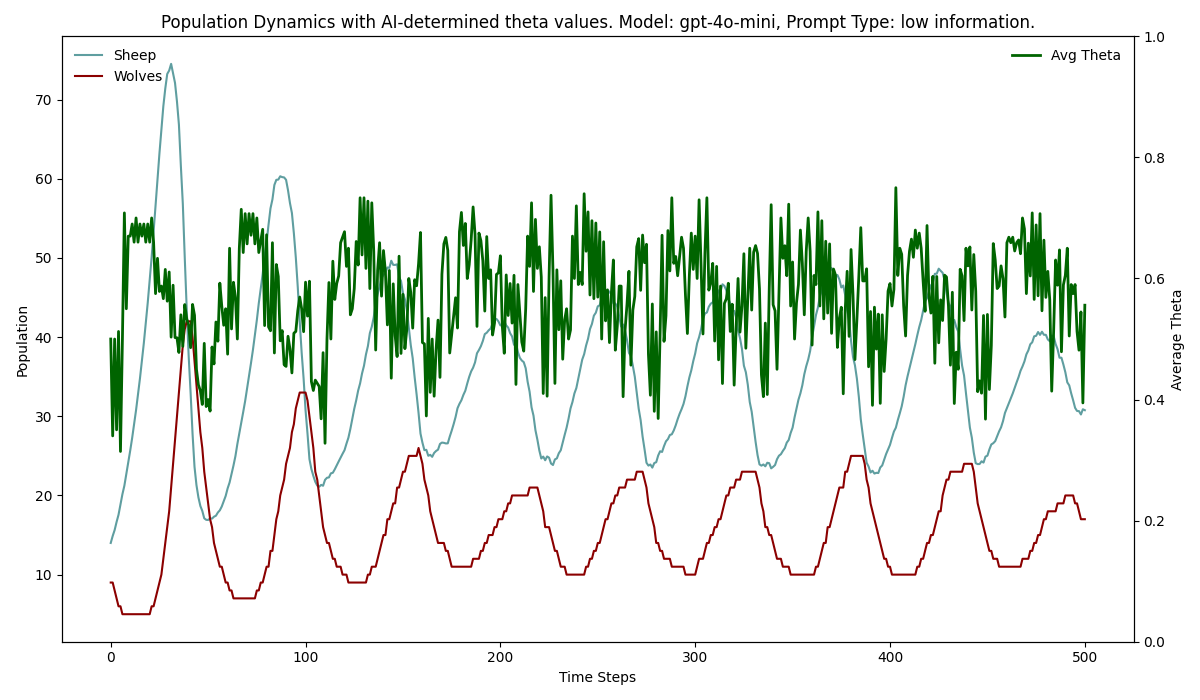 Population Dynamics with AI-determined theta values. Model: gpt-4o-mini, Prompt Type: low information.
Sheep
Wolves
Avg Theta
Population
70
60
50
40
30
20
10
1.0
0.8
0.6
0.4
0.2
0.0
Average Theta
0
100
200
300
400
500
Time Steps